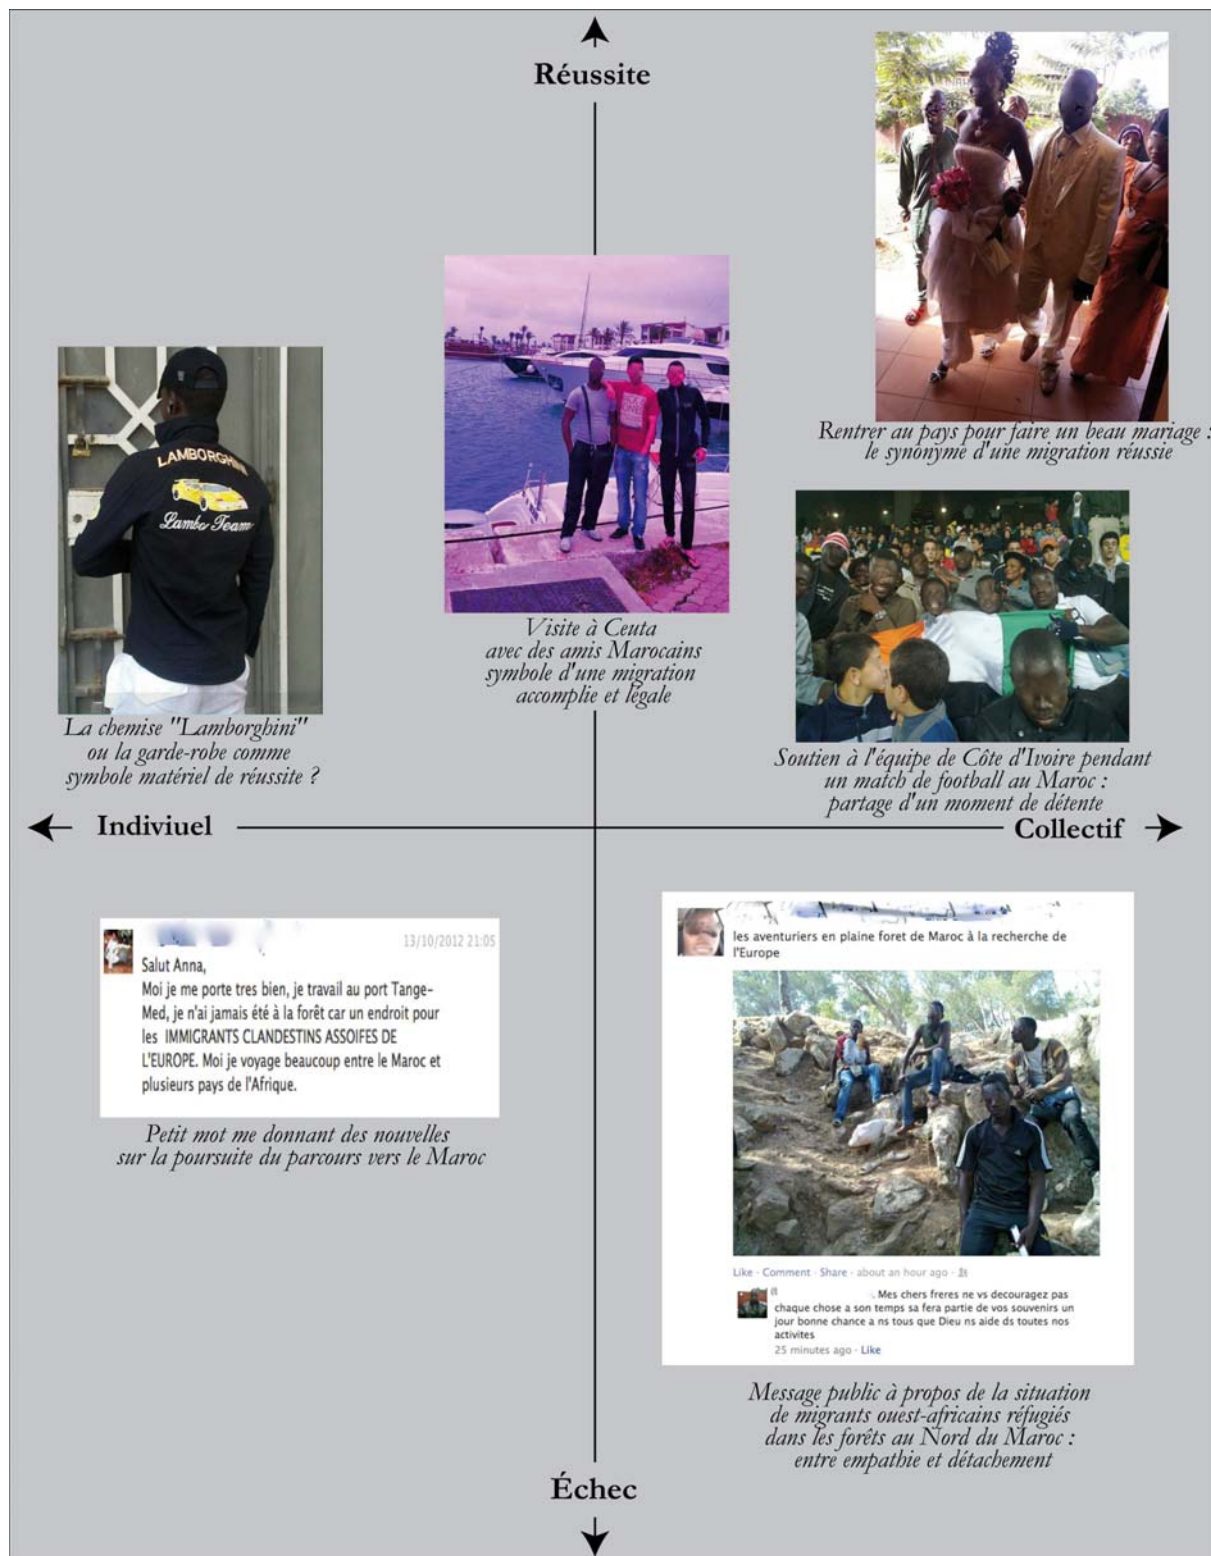 Réussite
Rentrer au pays pour faire un beau mariage :
le synonyme d'une migration réussie
LAMBORGHINI
Lambo Team
Visite à Ceuta
avec des amis Marocains
symbole d'une migration
accomplie et légale
La chemise "Lamborghini"
ou la garde-robe comme
symbole matériel de réussite ?
Soutien à l'équipe de Côte d'Ivoire pendant
un match de football au Maroc :
partage d'un moment de détente
Indiviuel
Collectif
13/10/2012 21:05
Salut Anna,
Moi je me porte tres bien, je travail au port Tange-
Med, je n'ai jamais été à la forêt car un endroit pour
les IMMIGRANTS CLANDESTINS ASSOIFES DE
L'EUROPE. Moi je voyage beaucoup entre le Maroc et
plusieurs pays de l'Afrique.
Petit mot me donnant des nouvelles
sur la poursuite du parcours vers le Maroc
les aventuriers en plaine foret de Maroc à la recherche de
l'Europe
Like · Comment · Share · about an hour ago ·
. Mes chers freres ne vs decouragez pas
chaque chose a son temps sa fera partie de vos souvenirs un
jour bonne chance a ns tous que Dieu ns aide ds toutes nos
activites
25 minutes ago · Like
Message public à propos de la situation
de migrants ouest-africains réfugiés
dans les forêts au Nord du Maroc :
entre empathie et détachement
Échec